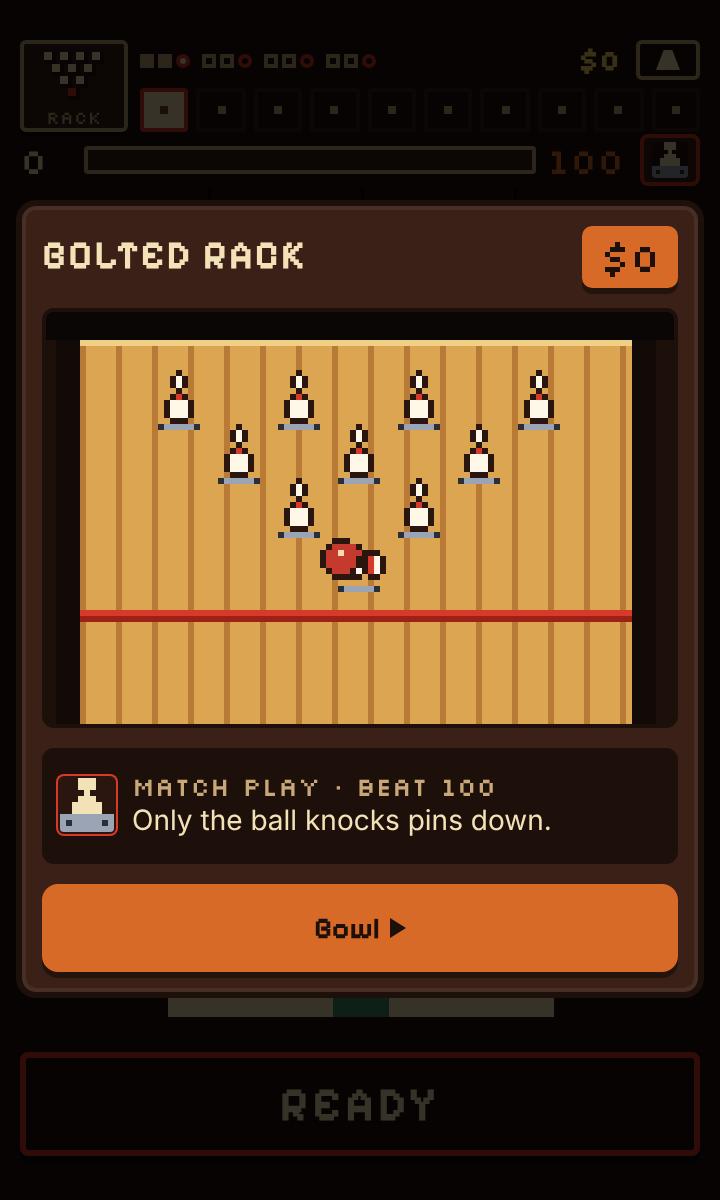 $0
RACK
0
100
BOLTED RACK
$0
MATCH PLAY · BEAT 100
Only the ball knocks pins down.
Bowl
READY